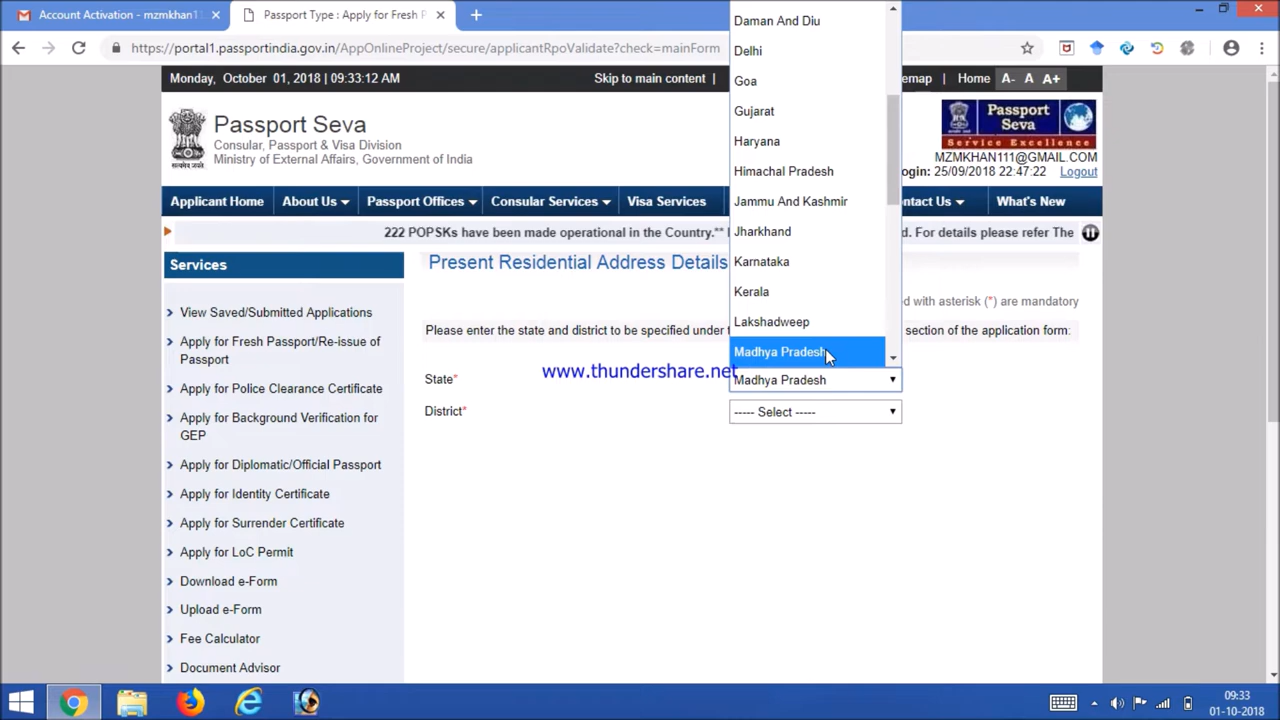 Account Activation - mzmkhan11
Passport Type : Apply for Fresh P
https://portal1.passportindia.gov.in/AppOnlineProject/secure/applicantRpoValidate?check=mainForm
Monday, October 01, 2018 | 09:33:12 AM
Skip to main content |
emap | Home A- A A+
Passport Seva
Consular, Passport & Visa Division
Ministry of External Affairs, Government of India
Passport
Seva
Service Excellence
MZMKHAN111@GMAIL.COM
ogin: 25/09/2018 22:47:22 Logout
Applicant Home
About Us
Passport Offices
Consular Services
Visa Services
ontact Us
What's New
222 POPSKs have been made operational in the Country.**
d. For details please refer The
Services
View Saved/Submitted Applications
Apply for Fresh Passport/Re-issue of
Passport
Apply for Police Clearance Certificate
Apply for Background Verification for
GEP
Apply for Diplomatic/Official Passport
Apply for Identity Certificate
Apply for Surrender Certificate
Apply for LoC Permit
Download e-Form
Upload e-Form
Fee Calculator
Document Advisor
Present Residential Address Details
d with asterisk (*) are mandatory
Please enter the state and district to be specified under t
section of the application form:
State*
Madhya Pradesh
District*
----- Select -----
Daman And Diu
Delhi
Goa
Gujarat
Haryana
Himachal Pradesh
Jammu And Kashmir
Jharkhand
Karnataka
Kerala
Lakshadweep
Madhya Pradesh
www.thundershare.net
09:33
01-10-2018